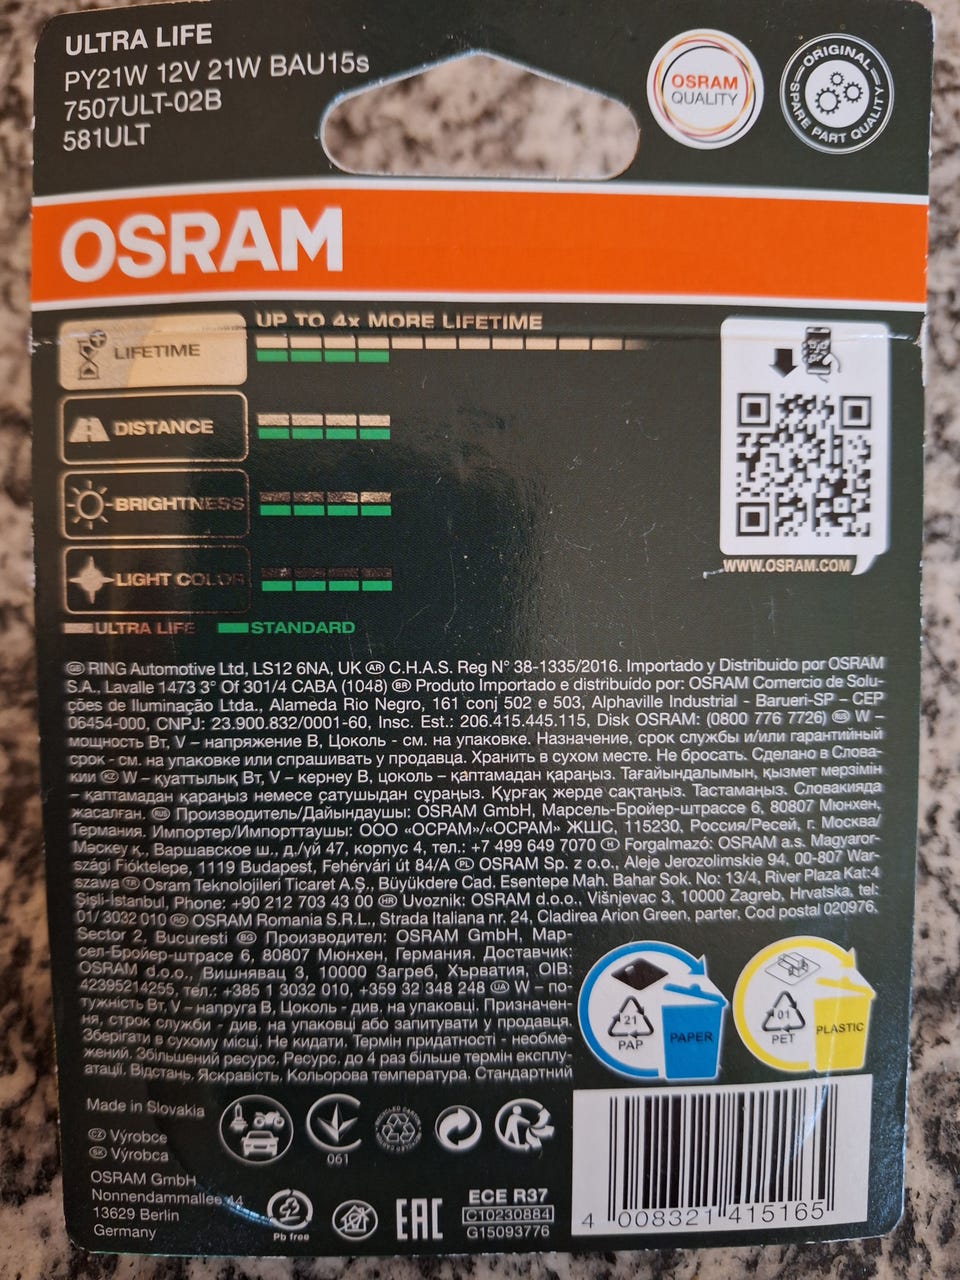 ULTRA LIFE
PY21W 12V 21W BAU15s
7507ULT-02B
581ULT
OSRAM
QUALITY
ORIGINAL
SPARE PART QUALITY
OSRAM
UP TO 4x MORE LIFETIME
LIFETIME
DISTANCE
BRIGHTNESS
LIGHT COLOR
ULTRA LIFE STANDARD
WWW.OSRAM.COM
GB RING Automotive Ltd, LS12 6NA, UK AR C.H.A.S. Reg N° 38-1335/2016. Importado y Distribuido por OSRAM
S.A., Lavalle 1473 3° Of 301/4 CABA (1048) BR Produto Importado e distribuído por: OSRAM Comercio de Solu-
ções de Iluminação Ltda., Alameda Rio Negro, 161 conj 502 e 503, Alphaville Industrial - Barueri-SP – CEP
06454-000, CNPJ: 23.900.832/0001-60, Insc. Est.: 206.415.445.115, Disk OSRAM: (0800 776 7726) RUS W –
мощность Вт, V – напряжение В, Цоколь - см. на упаковке. Назначение, срок службы и/или гарантийный
срок - см. на упаковке или спрашивать у продавца. Хранить в сухом месте. Не бросать. Сделано в Слова-
кии KZ W – қуаттылық Вт, V – кернеу В, цоколь – қаптамадан қараңыз. Тағайындалымын, қызмет мерзімін
– қаптамадан қараңыз немесе сатушыдан сұраңыз. Құрғақ жерде сақтаңыз. Тастамаңыз. Словакияда
жасалған. RUS Производитель/Дайындаушы: OSRAM GmbH, Марсель-Бройер-штрассе 6, 80807 Мюнхен,
Германия. Импортер/Импорттаушы: ООО «ОСРАМ»/«ОСРАМ» ЖШС, 115230, Россия/Ресей, г. Москва/
Мәскеу қ., Варшавское ш., д./үй 47, корпус 4, тел.: +7 499 649 7070 H Forgalmazó: OSRAM a.s. Magyaror-
szági Fióktelepe, 1119 Budapest, Fehérvári út 84/A PL OSRAM Sp. z o.o., Aleje Jerozolimskie 94, 00-807 War-
szawa TR Osram Teknolojileri Ticaret A.Ş., Büyükdere Cad. Esentepe Mah. Bahar Sok. No: 13/4, River Plaza Kat:4
Şişli-İstanbul, Phone: +90 212 703 43 00 HR Uvoznik: OSRAM d.o.o., Višnjevac 3, 10000 Zagreb, Hrvatska, tel:
01/ 3032 010 RO OSRAM Romania S.R.L., Strada Italiana nr. 24, Cladirea Arion Green, parter, Cod postal 020976,
Sector 2, Bucuresti BG Производител: OSRAM GmbH, Мар-
сел-Бройер-штрасе 6, 80807 Мюнхен, Германия. Доставчик:
OSRAM d.o.o., Вишнявац 3, 10000 Загреб, Хърватия, OIB:
42395214255, тел.: +385 1 3032 010, +359 32 348 248 UA W – по-
тужність Вт, V – напруга В, Цоколь - див. на упаковці. Призначен-
ня, строк служби - див. на упаковці або запитувати у продавця.
Зберігати в сухому місці. Не кидати. Термін придатності - необме-
жений. Збільшений ресурс. Ресурс, до 4 раз більше термін експлу-
атації. Відстань. Яскравість. Кольорова температура. Стандартний
21
PAP
PAPER
01
PET
PLASTIC
Made in Slovakia
CZ Výrobce
SK Výrobca
OSRAM GmbH
Nonnendammallee 44
13629 Berlin
Germany
061
Pb free
EAC
ECE R37
C10230884
G15093776
4 008321 415165